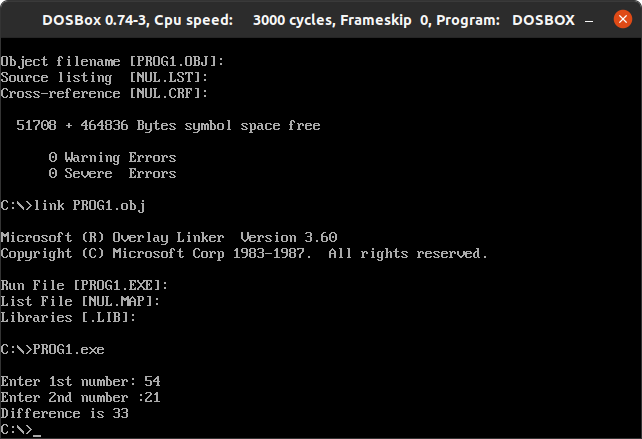 DOSBox 0.74-3, Cpu speed: 3000 cycles, Frameskip 0, Program: DOSBOX
Object filename [PROG1.OBJ]:
Source listing [NUL.LST]:
Cross-reference [NUL.CRF]:
51708 + 464836 Bytes symbol space free
0 Warning Errors
0 Severe Errors
C:\>link PROG1.obj
Microsoft (R) Overlay Linker Version 3.60
Copyright (C) Microsoft Corp 1983-1987. All rights reserved.
Run File [PROG1.EXE]:
List File [NUL.MAP]:
Libraries [.LIB]:
C:\>PROG1.exe
Enter 1st number: 54
Enter 2nd number :21
Difference is 33
C:\>_